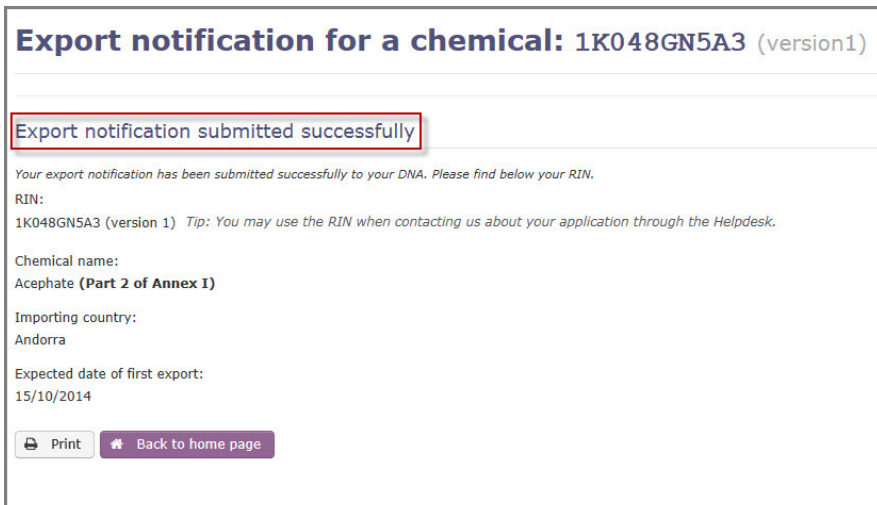 Export notification for a chemical: 1K048GN5A3 (version1)
Export notification submitted successfully
Your export notification has been submitted successfully to your DNA. Please find below your RIN.
RIN:
1K048GN5A3 (version 1) Tip: You may use the RIN when contacting us about your application through the Helpdesk.
Chemical name:
Acephate (Part 2 of Annex I)
Importing country:
Andorra
Expected date of first export:
15/10/2014
Print Back to home page